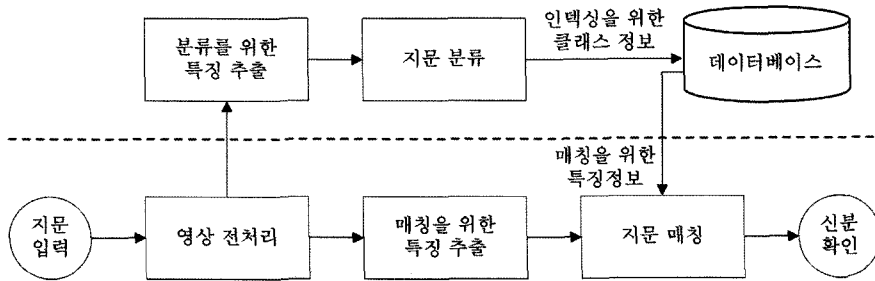 분류를 위한
특징 추출
지문 분류
인덱싱을 위한
클래스 정보
데이터베이스
매칭을 위한
특징정보
지문
입력
영상 전처리
매칭을 위한
특징 추출
지문 매칭
신분
확인